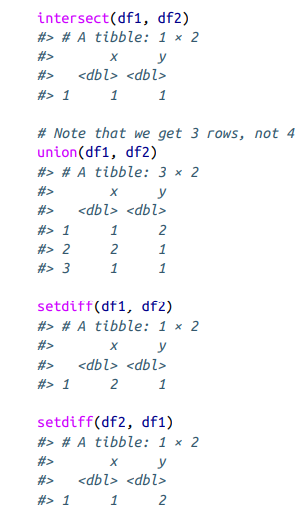 intersect(df1, df2)
#> # A tibble: 1 × 2
#>       x     y
#>   <dbl> <dbl>
#> 1     1     1
# Note that we get 3 rows, not 4
union(df1, df2)
#> # A tibble: 3 × 2
#>       x     y
#>   <dbl> <dbl>
#> 1     1     2
#> 2     2     1
#> 3     1     1
setdiff(df1, df2)
#> # A tibble: 1 × 2
#>       x     y
#>   <dbl> <dbl>
#> 1     2     1
setdiff(df2, df1)
#> # A tibble: 1 × 2
#>       x     y
#>   <dbl> <dbl>
#> 1     1     2